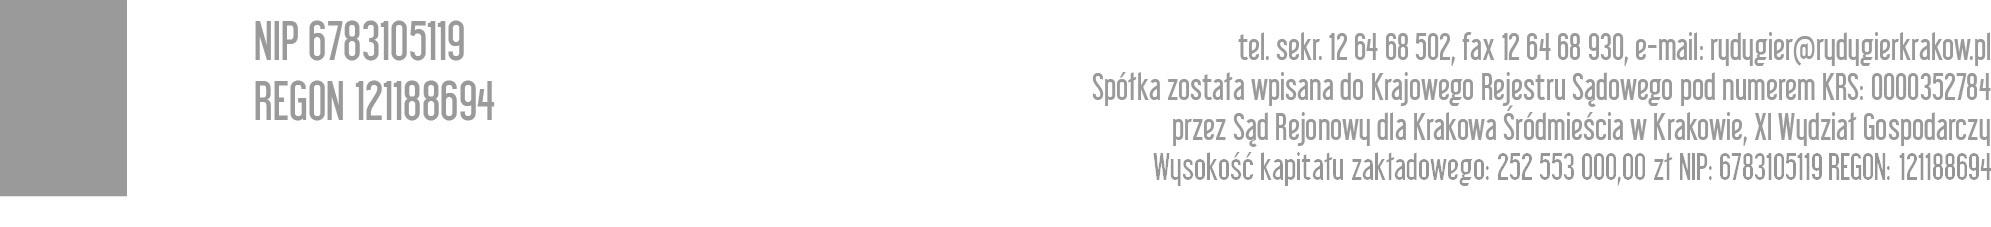 NIP 6783105119
REGON 121188694
tel. sekr. 12 64 68 502, fax 12 64 68 930, e-mail: rydygier@rydygierkrakow.pl
Spółka została wpisana do Krajowego Rejestru Sądowego pod numerem KRS: 0000352784
przez Sąd Rejonowy dla Krakowa Śródmieścia w Krakowie, XI Wydział Gospodarczy
Wysokość kapitału zakładowego: 252 553 000,00 zł NIP: 6783105119 REGON: 121188694